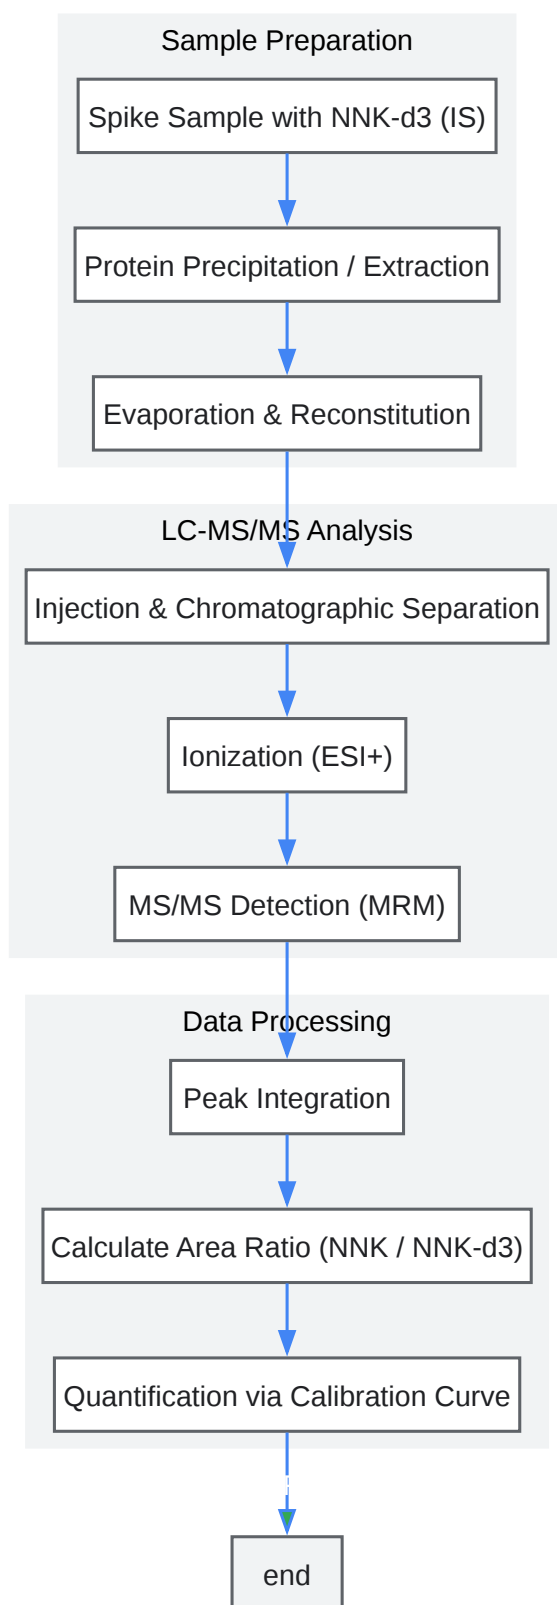 Sample Preparation
Spike Sample with NNK-d3 (IS)
Protein Precipitation / Extraction
Evaporation & Reconstitution
LC-MS/MS Analysis
Injection & Chromatographic Separation
Ionization (ESI+)
MS/MS Detection (MRM)
Data Processing
Peak Integration
Calculate Area Ratio (NNK / NNK-d3)
Quantification via Calibration Curve
end